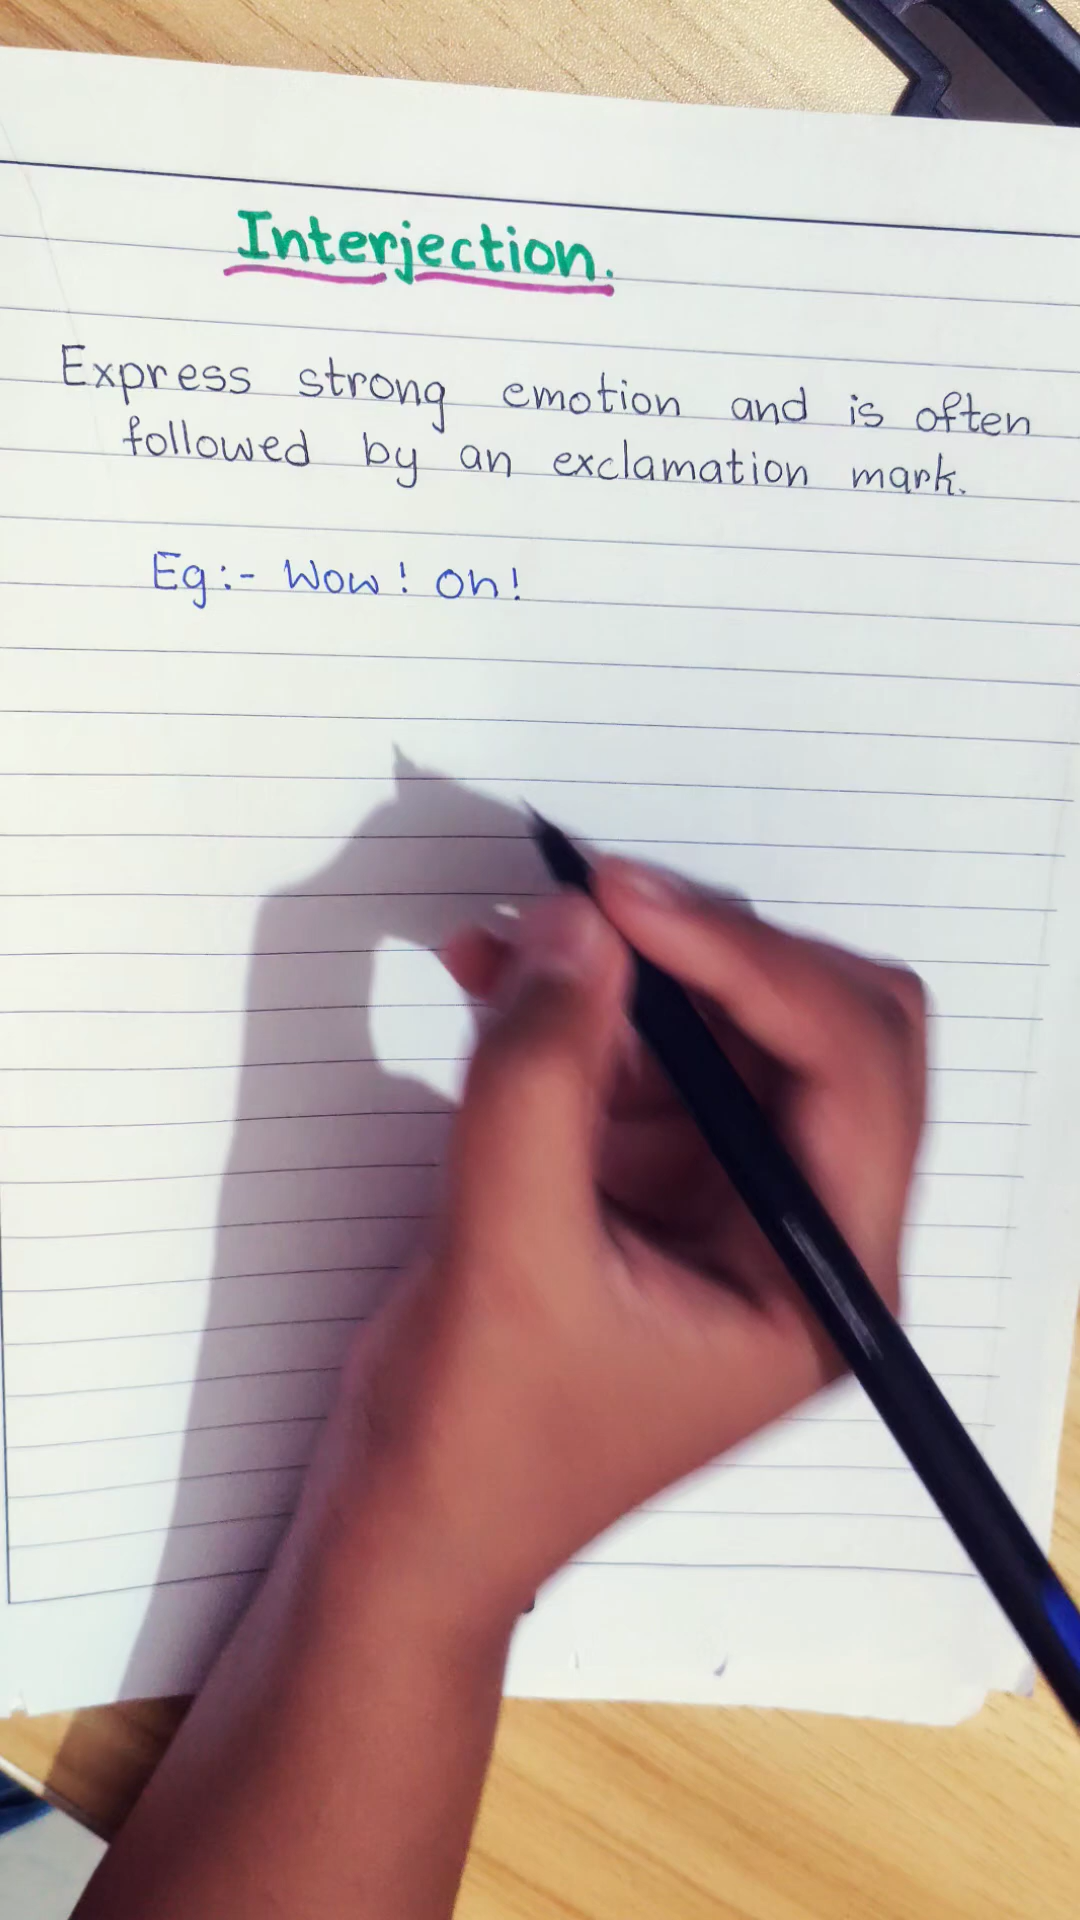 Interjection.
Express strong emotion and is often
followed by an exclamation mark.
Eg:- Wow! Oh!